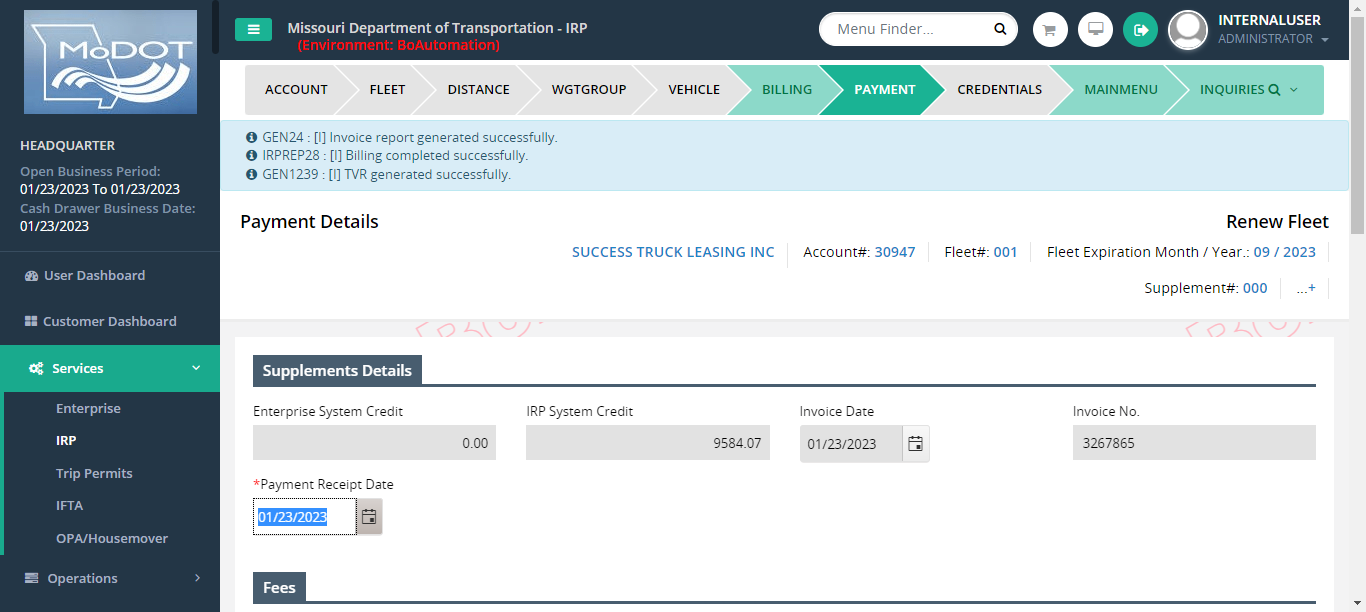 MoDOT
Missouri Department of Transportation - IRP
(Environment: BoAutomation)
Menu Finder...
INTERNALUSER
ADMINISTRATOR
HEADQUARTER
Open Business Period:
01/23/2023 To 01/23/2023
Cash Drawer Business Date:
01/23/2023
User Dashboard
Customer Dashboard
Services
Enterprise
IRP
Trip Permits
IFTA
OPA/Housemover
Operations
ACCOUNT FLEET DISTANCE WGTGROUP VEHICLE BILLING PAYMENT CREDENTIALS MAINMENU INQUIRIES
GEN24 : [I] Invoice report generated successfully.
IRPREP28 : [I] Billing completed successfully.
GEN1239 : [I] TVR generated successfully.
Payment Details Renew Fleet
SUCCESS TRUCK LEASING INC Account#: 30947 Fleet#: 001 Fleet Expiration Month / Year.: 09 / 2023
Supplement#: 000 ...+
Supplements Details
Enterprise System Credit IRP System Credit Invoice Date Invoice No.
0.00 9584.07 01/23/2023 3267865
*Payment Receipt Date
01/23/2023
Fees